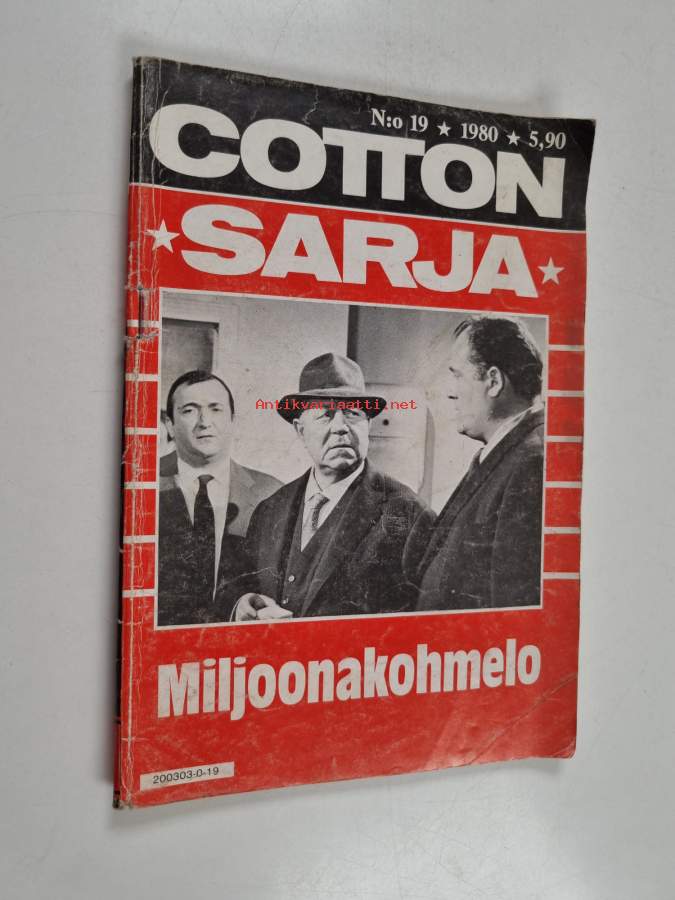 N:o 19 ★ 1980 ★ 5,90
COTTON
★SARJA★
Antikvariaatti.net
Miljoonakohmelo
200303-0-19